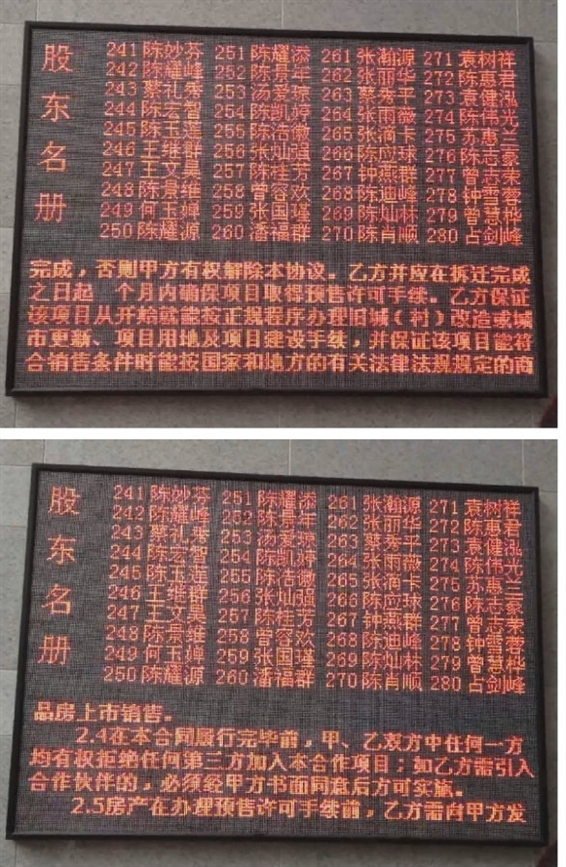 股东名册
241 陈妙芬 251 陈耀添 261 张瀚源 271 袁树祥
242 陈耀峰 252 陈景年 262 张丽华 272 陈惠君
243 蔡礼秀 253 汤爱琼 263 蔡秀平 273 袁健泓
244 陈宏智 254 陈凯婷 264 张雨薇 274 陈伟光
245 陈玉莲 255 陈浩徽 265 张滴卡 275 苏惠兰
246 王维群 256 张灿强 266 陈应球 276 陈志豪
247 王文昊 257 陈桂芳 267 钟燕群 277 曾志荣
248 陈景维 258 曾容欢 268 陈迪峰 278 钟雪蓉
249 何玉婵 259 张国瑾 269 陈灿林 279 曾慧桦
250 陈耀源 260 潘福群 270 陈肖顺 280 占剑峰
完成，否则甲方有权解除本协议。乙方并应在拆迁完成
之日起 个月内确保项目取得预售许可手续。乙方保证
该项目从开始就能按正规程序办理旧城（村）改造或城
市更新、项目用地及项目建设手续，并保证该项目能符
合销售条件时能按国家和地方的有关法律法规规定的商
股东名册
241 陈妙芬 251 陈耀添 261 张瀚源 271 袁树祥
242 陈耀峰 252 陈景年 262 张丽华 272 陈惠君
243 蔡礼秀 253 汤爱琼 263 蔡秀平 273 袁健泓
244 陈宏智 254 陈凯婷 264 张雨薇 274 陈伟光
245 陈玉莲 255 陈浩徽 265 张滴卡 275 苏惠兰
246 王维群 256 张灿强 266 陈应球 276 陈志豪
247 王文昊 257 陈桂芳 267 钟燕群 277 曾志荣
248 陈景维 258 曾容欢 268 陈迪峰 278 钟雪蓉
249 何玉婵 259 张国瑾 269 陈灿林 279 曾慧桦
250 陈耀源 260 潘福群 270 陈肖顺 280 占剑峰
品房上市销售。
2.4在本合同履行完毕前，甲、乙双方中任何一方
均有权拒绝任何第三方加入本合作项目；如乙方需引入
合作伙伴的，必须经甲方书面同意后方可实施。
2.5房产在办理预售许可手续前，乙方需向甲方发